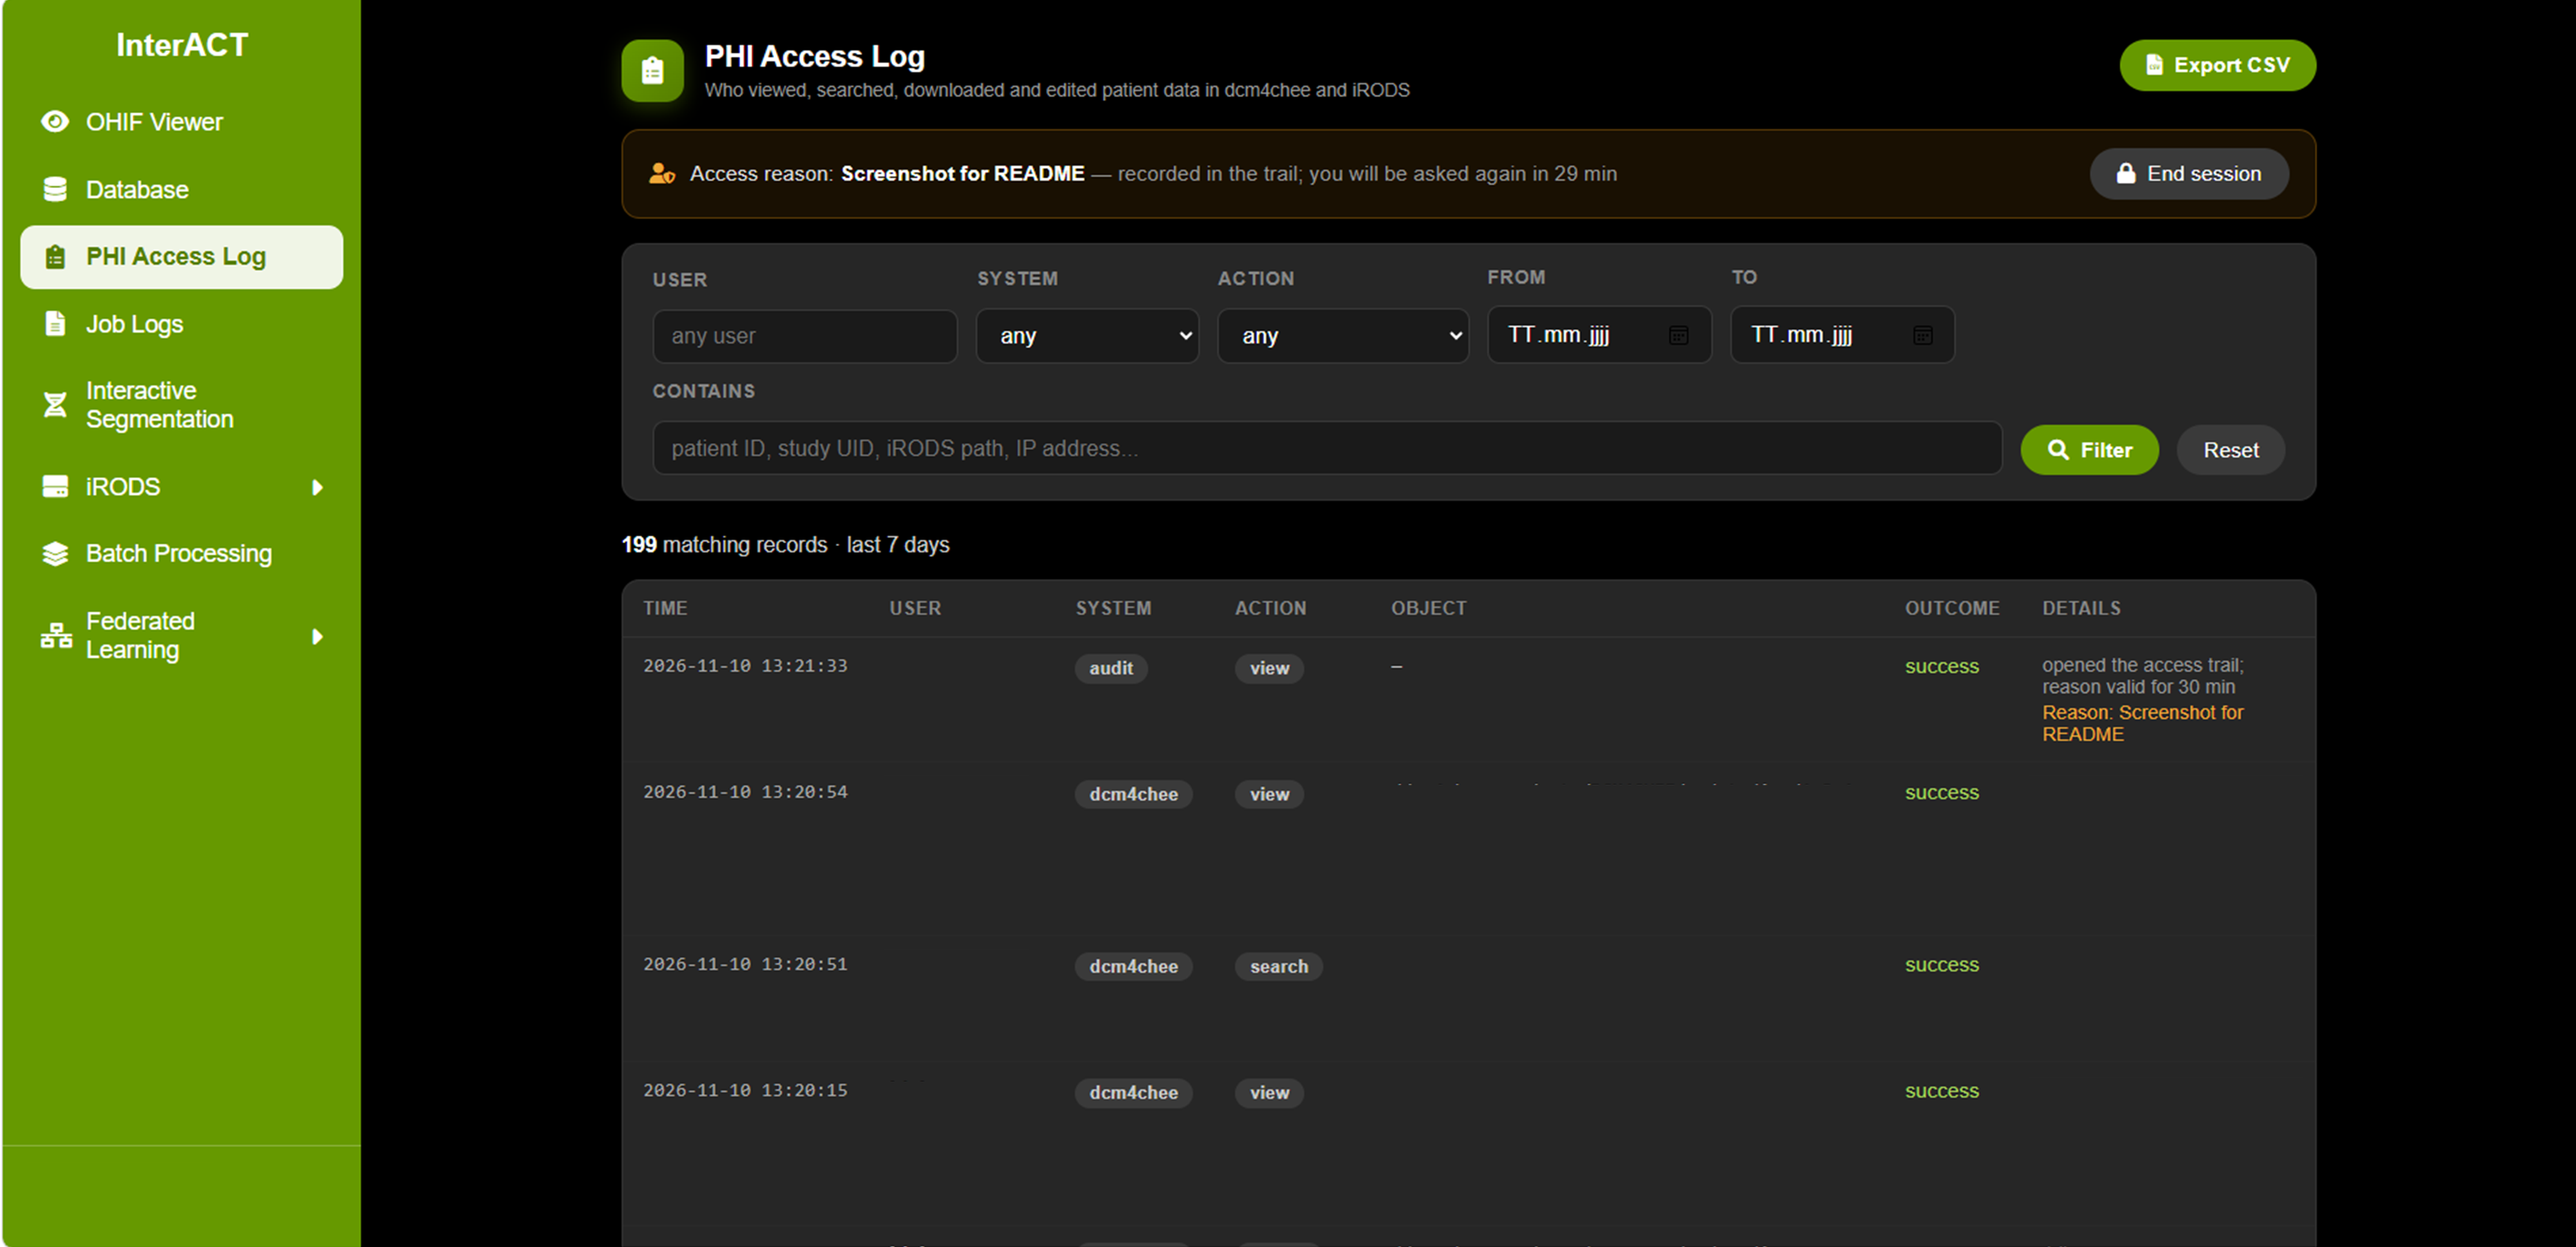 InterACT
OHIF Viewer
Database
PHI Access Log
Job Logs
Interactive
Segmentation
iRODS
Batch Processing
Federated
Learning
PHI Access Log
Who viewed, searched, downloaded and edited patient data in dcm4chee and iRODS
Export CSV
Access reason: Screenshot for README — recorded in the trail; you will be asked again in 29 min
End session
USER SYSTEM ACTION FROM TO
any user any any TT.mm.jjjj TT.mm.jjjj
CONTAINS
patient ID, study UID, iRODS path, IP address...
Filter Reset
199 matching records · last 7 days
TIME USER SYSTEM ACTION OBJECT OUTCOME DETAILS
2026-11-10 13:21:33 audit view – success opened the access trail;
reason valid for 30 min
Reason: Screenshot for
README
2026-11-10 13:20:54 dcm4chee view success
2026-11-10 13:20:51 dcm4chee search success
2026-11-10 13:20:15 dcm4chee view success